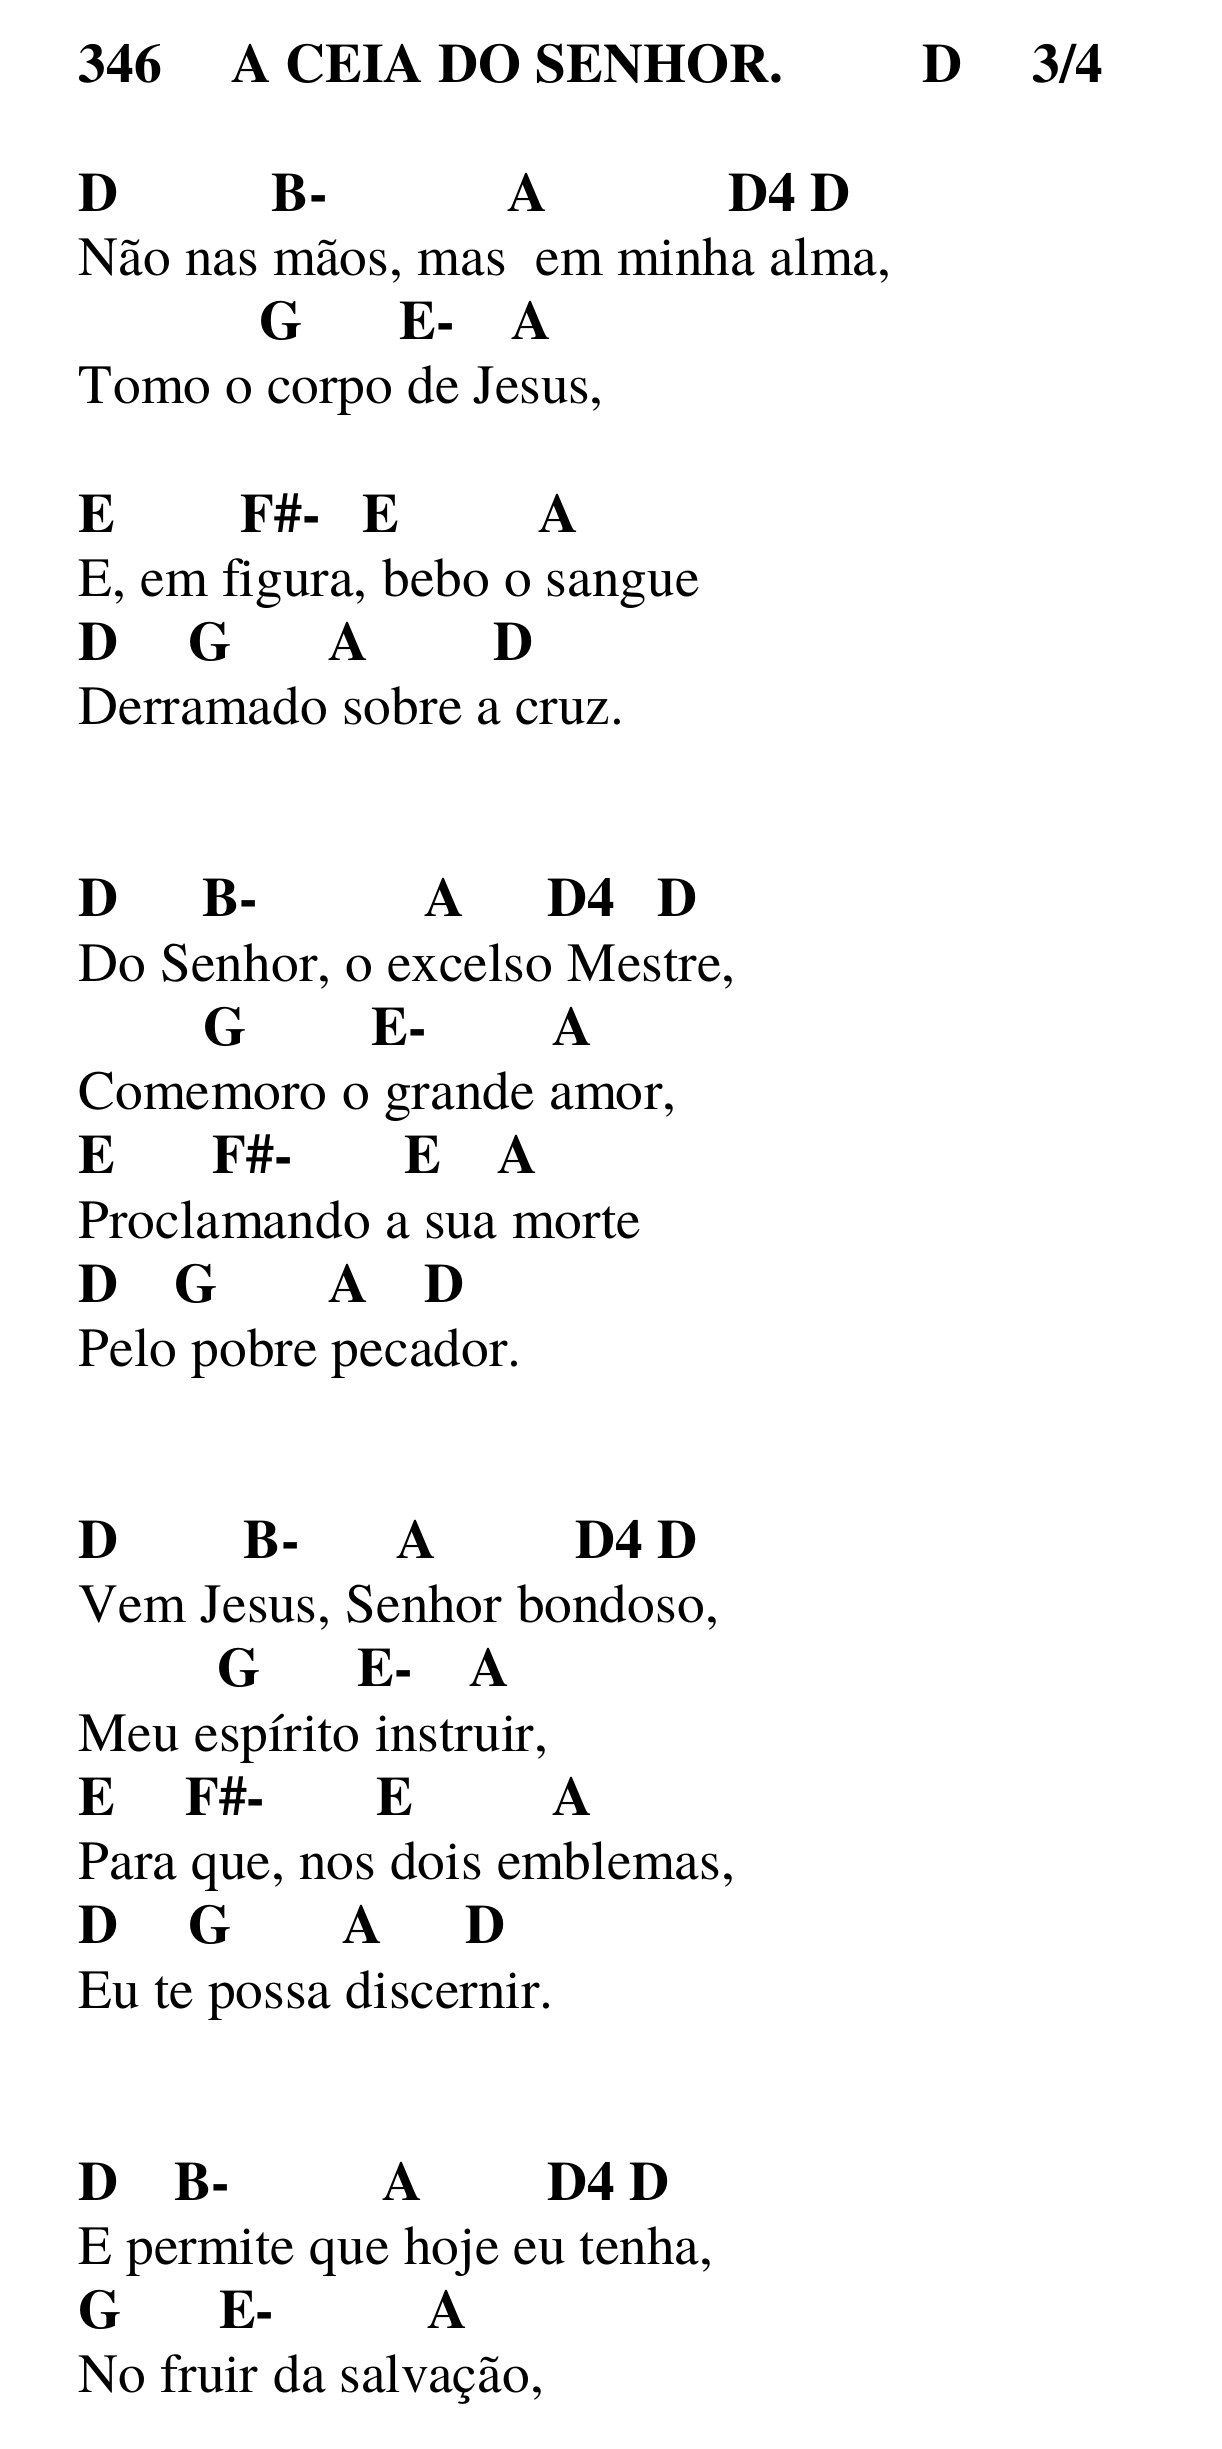 346 A CEIA DO SENHOR. D 3/4
D B- A D4 D
Não nas mãos, mas em minha alma,
G E- A
Tomo o corpo de Jesus,
E F#- E A
E, em figura, bebo o sangue
D G A D
Derramado sobre a cruz.
D B- A D4 D
Do Senhor, o excelso Mestre,
G E- A
Comemoro o grande amor,
E F#- E A
Proclamando a sua morte
D G A D
Pelo pobre pecador.
D B- A D4 D
Vem Jesus, Senhor bondoso,
G E- A
Meu espírito instruir,
E F#- E A
Para que, nos dois emblemas,
D G A D
Eu te possa discernir.
D B- A D4 D
E permite que hoje eu tenha,
G E- A
No fruir da salvação,